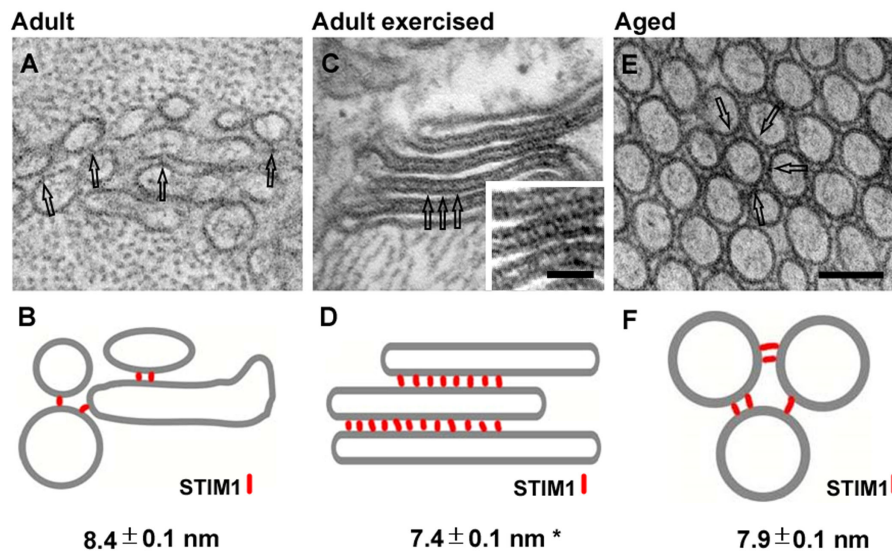 Adult
Adult exercised
Aged
A
C
E
B
D
F
STIM1
STIM1
STIM1
8.4 ± 0.1 nm
7.4 ± 0.1 nm *
7.9 ± 0.1 nm